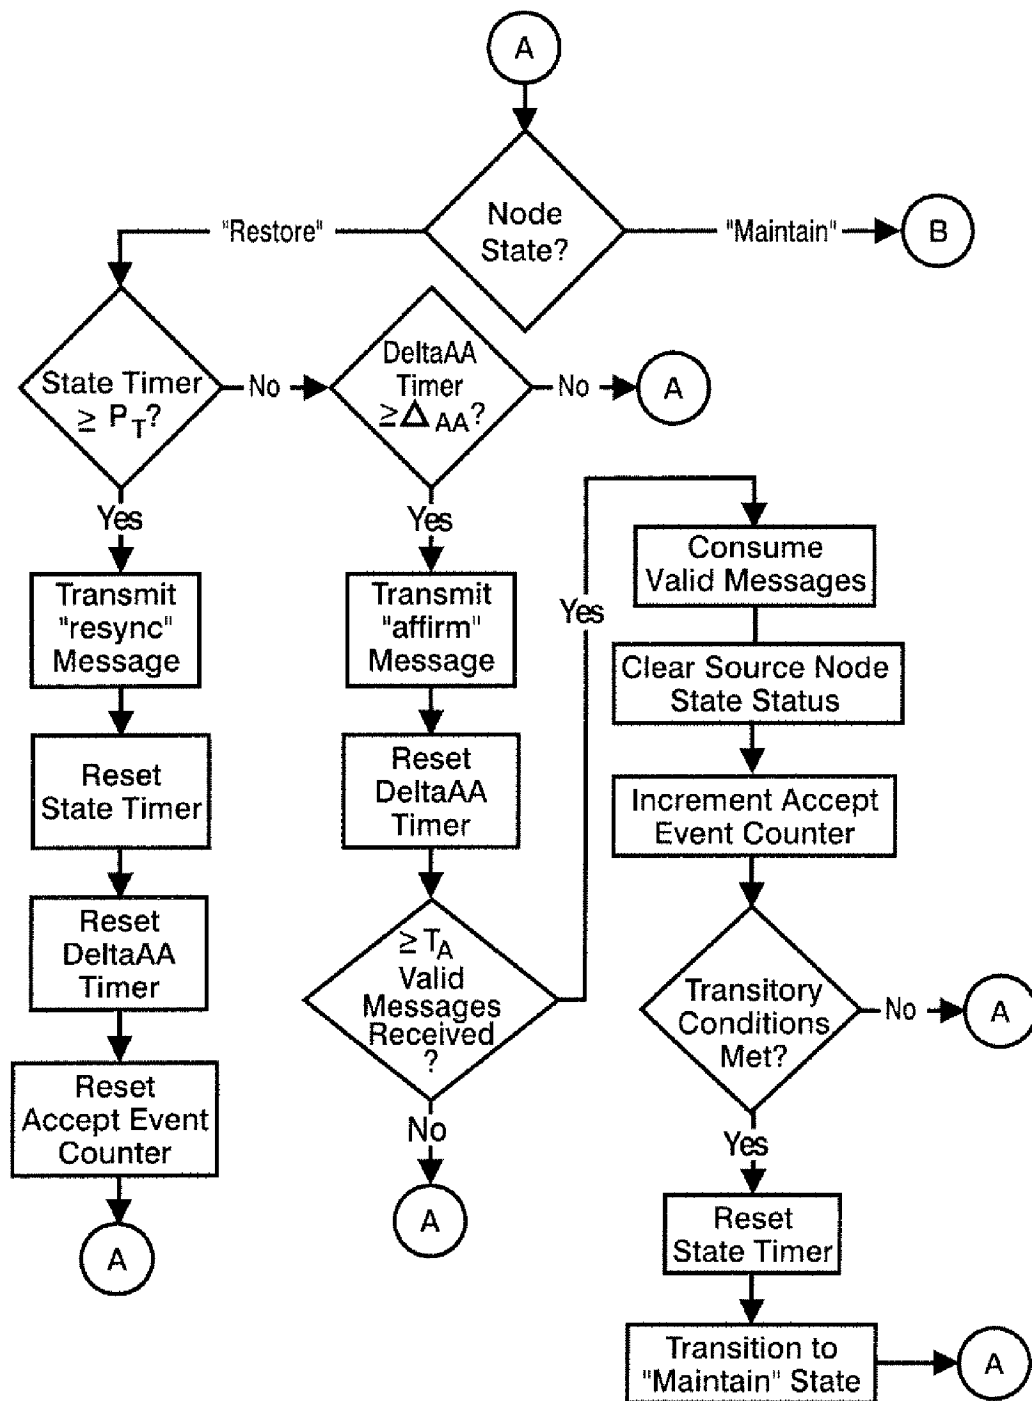 A
Node
State?
"Restore"
"Maintain"
B
State Timer
≥ PT?
No
DeltaAA
Timer
≥ΔAA?
No
A
Yes
Transmit
"resync"
Message
Reset
State Timer
Reset
DeltaAA
Timer
Reset
Accept Event
Counter
A
Yes
Transmit
"affirm"
Message
Reset
DeltaAA
Timer
≥ TA
Valid
Messages
Received
?
No
A
Yes
Consume
Valid Messages
Clear Source Node
State Status
Increment Accept
Event Counter
Transitory
Conditions
Met?
No
A
Yes
Reset
State Timer
Transition to
"Maintain" State
A